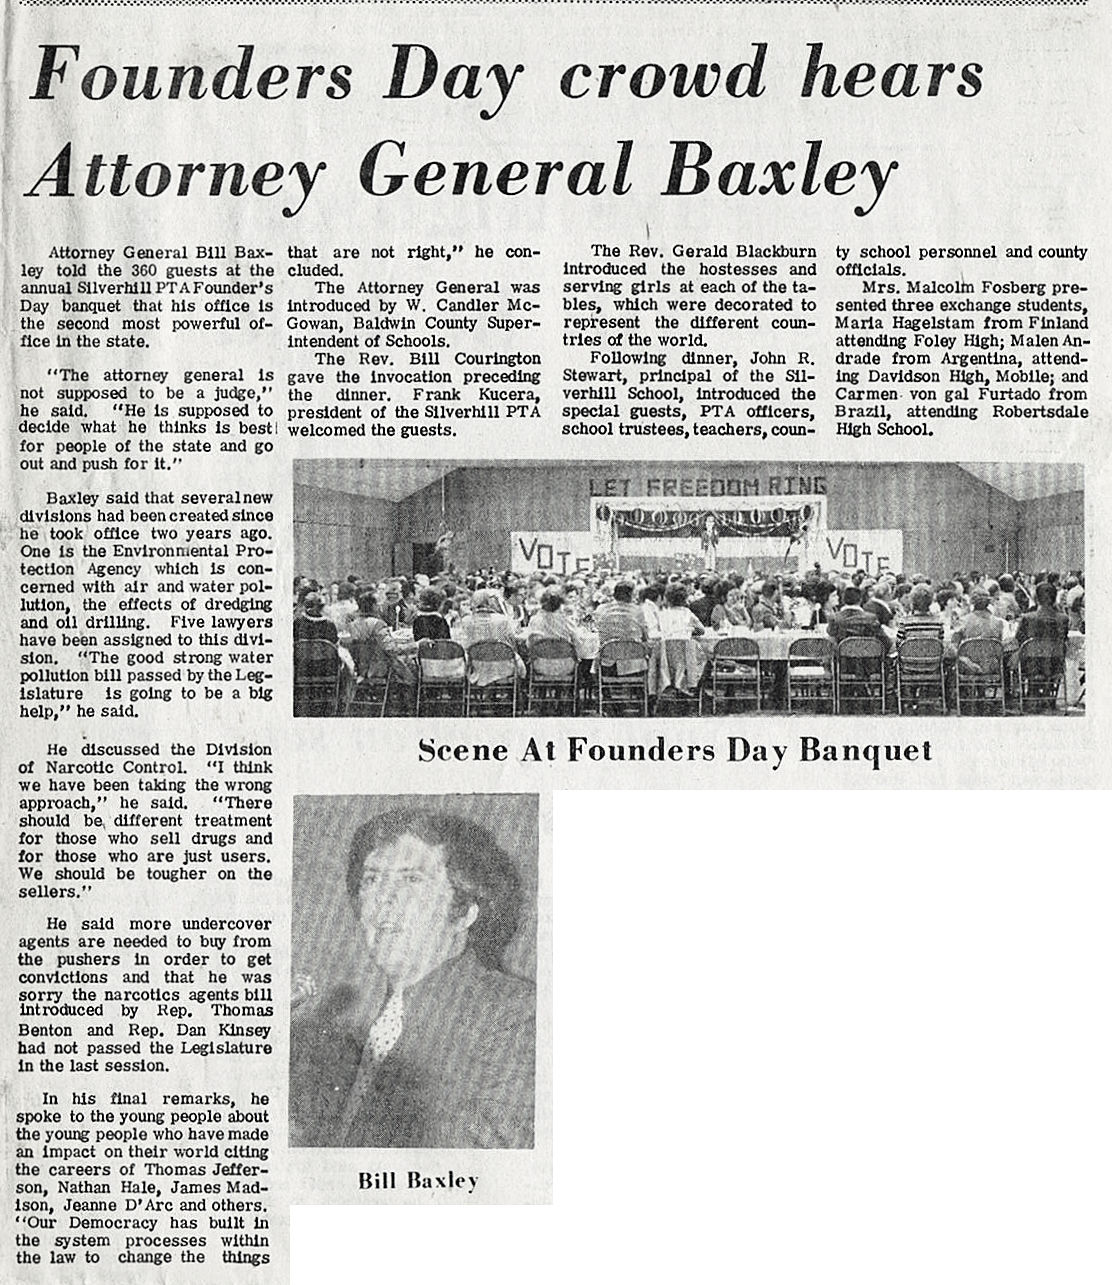 Founders Day crowd hears
Attorney General Baxley
Attorney General Bill Bax-
ley told the 360 guests at the
annual Silverhill PTA Founder's
Day banquet that his office is
the second most powerful of-
fice in the state.
"The attorney general is
not supposed to be a judge,"
he said. "He is supposed to
decide what he thinks is best
for people of the state and go
out and push for it."
Baxley said that several new
divisions had been created since
he took office two years ago.
One is the Environmental Pro-
tection Agency which is con-
cerned with air and water pol-
lution, the effects of dredging
and oil drilling. Five lawyers
have been assigned to this divi-
sion. "The good strong water
pollution bill passed by the Leg-
islature is going to be a big
help," he said.
He discussed the Division
of Narcotic Control. "I think
we have been taking the wrong
approach," he said. "There
should be different treatment
for those who sell drugs and
for those who are just users.
We should be tougher on the
sellers."
He said more undercover
agents are needed to buy from
the pushers in order to get
convictions and that he was
sorry the narcotics agents bill
introduced by Rep. Thomas
Benton and Rep. Dan Kinsey
had not passed the Legislature
in the last session.
In his final remarks, he
spoke to the young people about
the young people who have made
an impact on their world citing
the careers of Thomas Jeffer-
son, Nathan Hale, James Mad-
ison, Jeanne D'Arc and others.
"Our Democracy has built in
the system processes within
the law to change the things
that are not right," he con-
cluded.
The Attorney General was
introduced by W. Candler Mc-
Gowan, Baldwin County Super-
intendent of Schools.
The Rev. Bill Courington
gave the invocation preceding
the dinner. Frank Kucera,
president of the Silverhill PTA
welcomed the guests.
The Rev. Gerald Blackburn
introduced the hostesses and
serving girls at each of the ta-
bles, which were decorated to
represent the different coun-
tries of the world.
Following dinner, John R.
Stewart, principal of the Sil-
verhill School, introduced the
special guests, PTA officers,
school trustees, teachers, coun-
ty school personnel and county
officials.
Mrs. Malcolm Fosberg pre-
sented three exchange students,
Maria Hagelstam from Finland
attending Foley High; Malen An-
drade from Argentina, attend-
ing Davidson High, Mobile; and
Carmen von gal Furtado from
Brazil, attending Robertsdale
High School.
LET FREEDOM RING
VOTE
VOTE
Scene At Founders Day Banquet
Bill Baxley